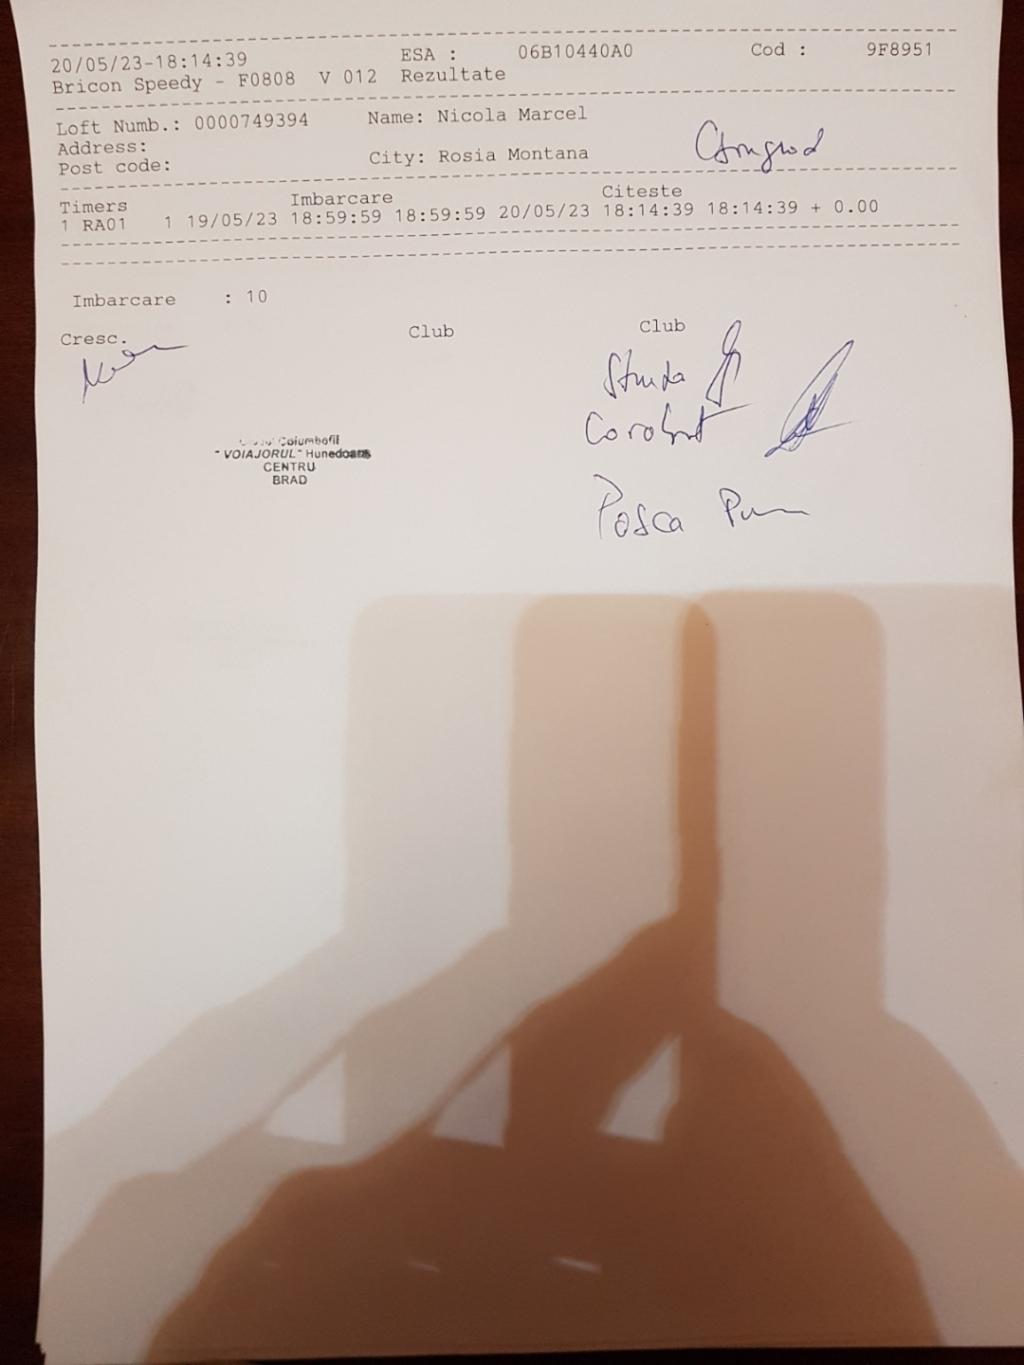 20/05/23-18:14:39 ESA : 06B10440A0 Cod : 9F8951
Bricon Speedy - F0808 V 012 Rezultate
Loft Numb.: 0000749394 Name: Nicola Marcel
Address:
Post code: City: Rosia Montana
Timers Imbarcare Citeste
1 RA01 1 19/05/23 18:59:59 18:59:59 20/05/23 18:14:39 18:14:39 + 0.00
Imbarcare : 10
Cresc. Club Club
Columbofil
"VOIAJORUL" Hunedoara
CENTRU
BRAD
Posca